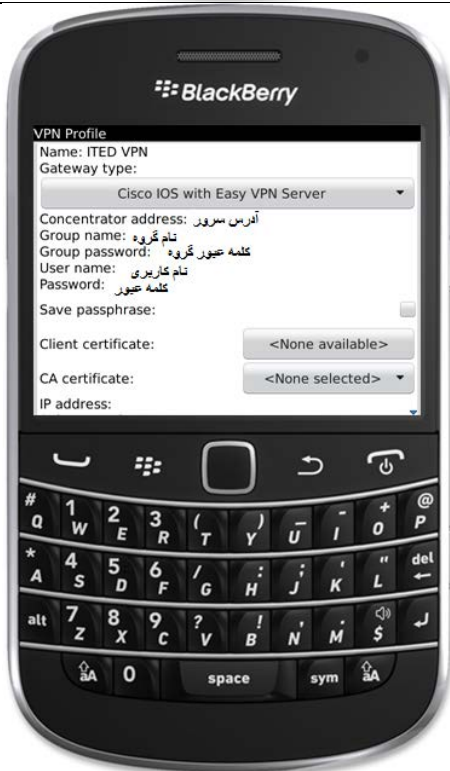 BlackBerry
VPN Profile
Name: ITED VPN
Gateway type:
Cisco IOS with Easy VPN Server
Concentrator address: آدرس سرور
Group name: نام گروه
Group password: کلمه عبور گروه
User name: نام کاربری
Password: کلمه عبور
Save passphrase:
Client certificate: <None available>
CA certificate: <None selected>
IP address:
# Q 1 W 2 E 3 R ( T ) Y _ U - I + O @ P
* A 4 S 5 D 6 F / G : H ; J ' K " L del
alt 7 Z 8 X 9 C ? V ! B , N . M $
aA 0 space sym aA